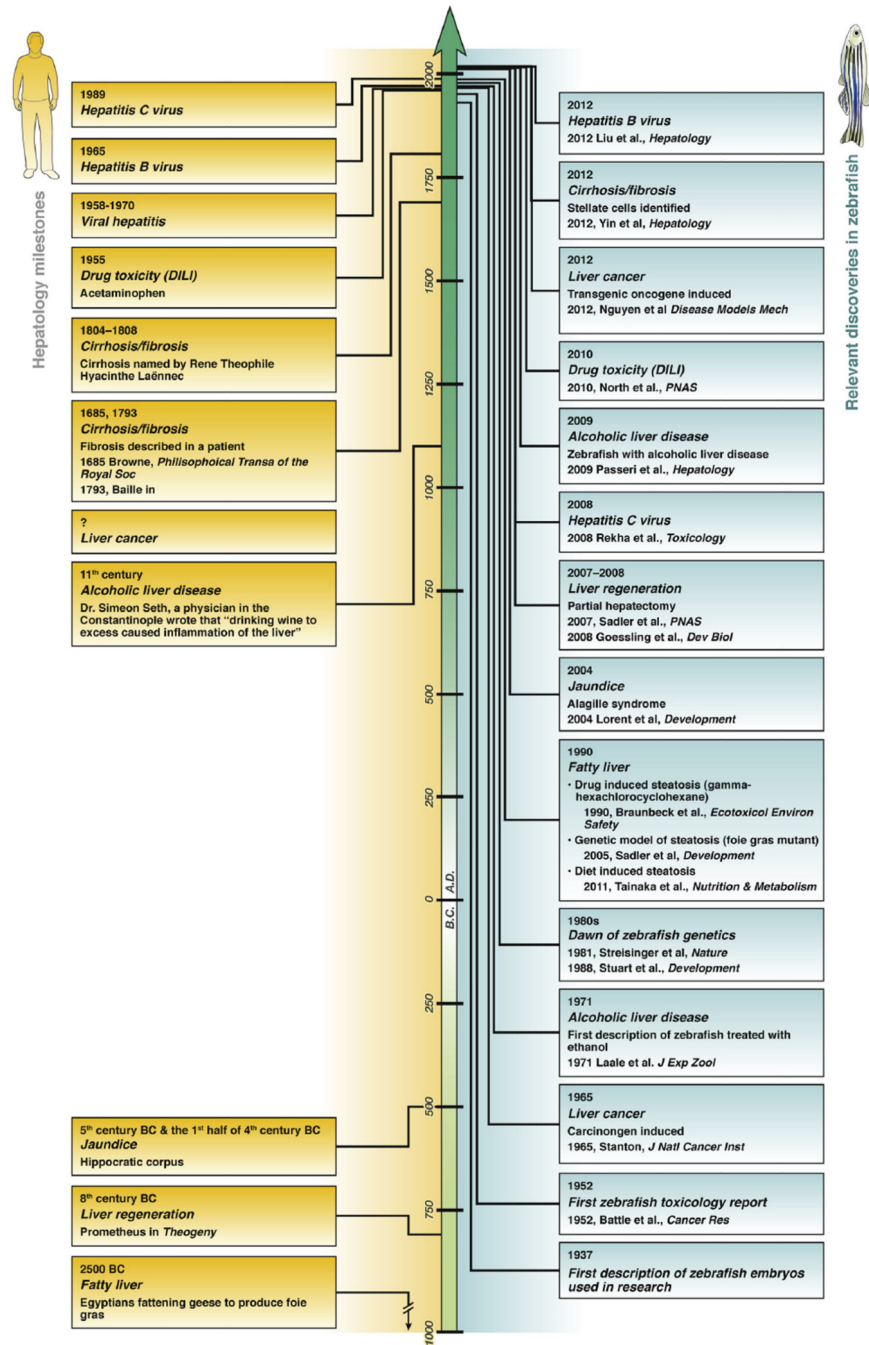 Hepatology milestones
1989
Hepatitis C virus
1965
Hepatitis B virus
1958-1970
Viral hepatitis
1955
Drug toxicity (DILI)
Acetaminophen
1804–1808
Cirrhosis/fibrosis
Cirrhosis named by Rene Theophile
Hyacinthe Laënnec
1685, 1793
Cirrhosis/fibrosis
Fibrosis described in a patient
1685 Browne, Philisophoical Transa of the
Royal Soc
1793, Baille in
?
Liver cancer
11th century
Alcoholic liver disease
Dr. Simeon Seth, a physician in the
Constantinople wrote that “drinking wine to
excess caused inflammation of the liver”
5th century BC & the 1st half of 4th century BC
Jaundice
Hippocratic corpus
8th century BC
Liver regeneration
Prometheus in Theogeny
2500 BC
Fatty liver
Egyptians fattening geese to produce foie
gras
2000
1750
1500
1250
1000
750
500
250
A.D.
0
B.C.
250
500
750
1000
Relevant discoveries in zebrafish
2012
Hepatitis B virus
2012 Liu et al., Hepatology
2012
Cirrhosis/fibrosis
Stellate cells identified
2012, Yin et al, Hepatology
2012
Liver cancer
Transgenic oncogene induced
2012, Nguyen et al Disease Models Mech
2010
Drug toxicity (DILI)
2010, North et al., PNAS
2009
Alcoholic liver disease
Zebrafish with alcoholic liver disease
2009 Passeri et al., Hepatology
2008
Hepatitis C virus
2008 Rekha et al., Toxicology
2007–2008
Liver regeneration
Partial hepatectomy
2007, Sadler et al., PNAS
2008 Goessling et al., Dev Biol
2004
Jaundice
Alagille syndrome
2004 Lorent et al, Development
1990
Fatty liver
· Drug induced steatosis (gamma-
hexachlorocyclohexane)
1990, Braunbeck et al., Ecotoxicol Environ
Safety
· Genetic model of steatosis (foie gras mutant)
2005, Sadler et al, Development
· Diet induced steatosis
2011, Tainaka et al., Nutrition & Metabolism
1980s
Dawn of zebrafish genetics
1981, Streisinger et al, Nature
1988, Stuart et al., Development
1971
Alcoholic liver disease
First description of zebrafish treated with
ethanol
1971 Laale et al. J Exp Zool
1965
Liver cancer
Carcinongen induced
1965, Stanton, J Natl Cancer Inst
1952
First zebrafish toxicology report
1952, Battle et al., Cancer Res
1937
First description of zebrafish embryos
used in research